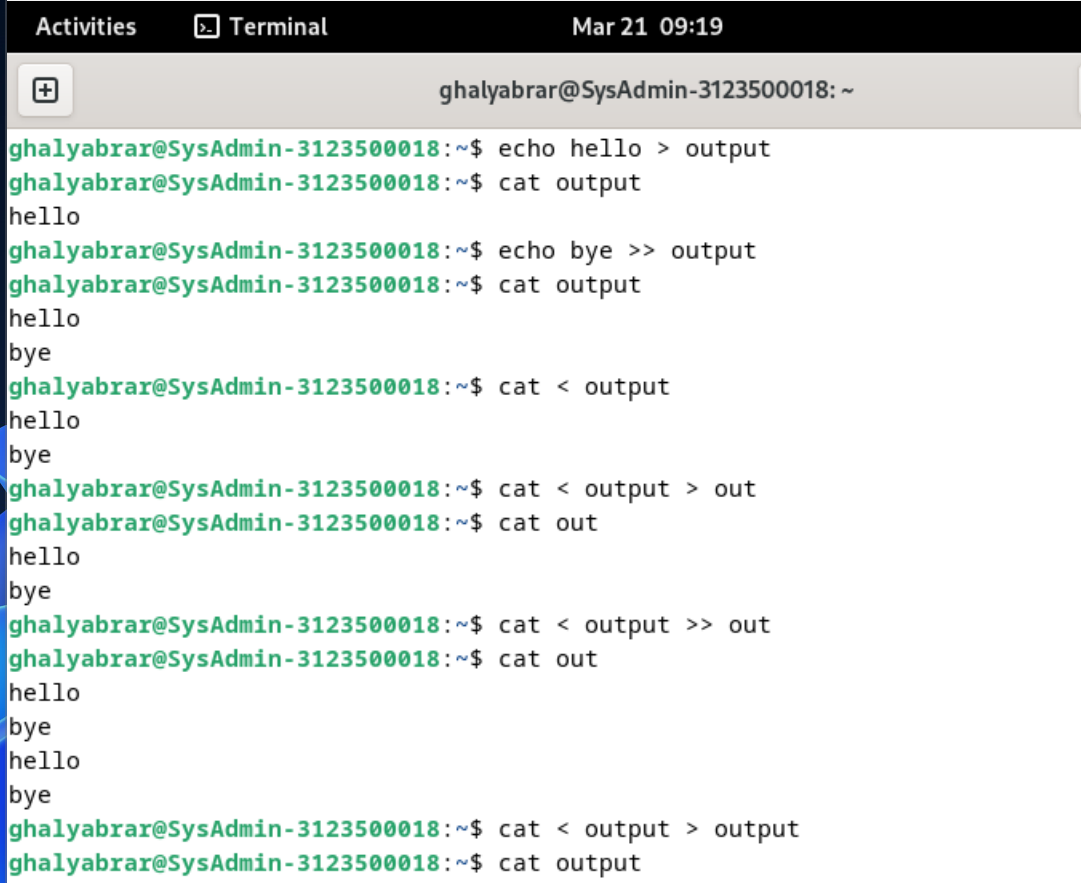 Activities Terminal Mar 21 09:19
ghalyabrar@SysAdmin-3123500018: ~
ghalyabrar@SysAdmin-3123500018:~$ echo hello > output
ghalyabrar@SysAdmin-3123500018:~$ cat output
hello
ghalyabrar@SysAdmin-3123500018:~$ echo bye >> output
ghalyabrar@SysAdmin-3123500018:~$ cat output
hello
bye
ghalyabrar@SysAdmin-3123500018:~$ cat < output
hello
bye
ghalyabrar@SysAdmin-3123500018:~$ cat < output > out
ghalyabrar@SysAdmin-3123500018:~$ cat out
hello
bye
ghalyabrar@SysAdmin-3123500018:~$ cat < output >> out
ghalyabrar@SysAdmin-3123500018:~$ cat out
hello
bye
hello
bye
ghalyabrar@SysAdmin-3123500018:~$ cat < output > output
ghalyabrar@SysAdmin-3123500018:~$ cat output